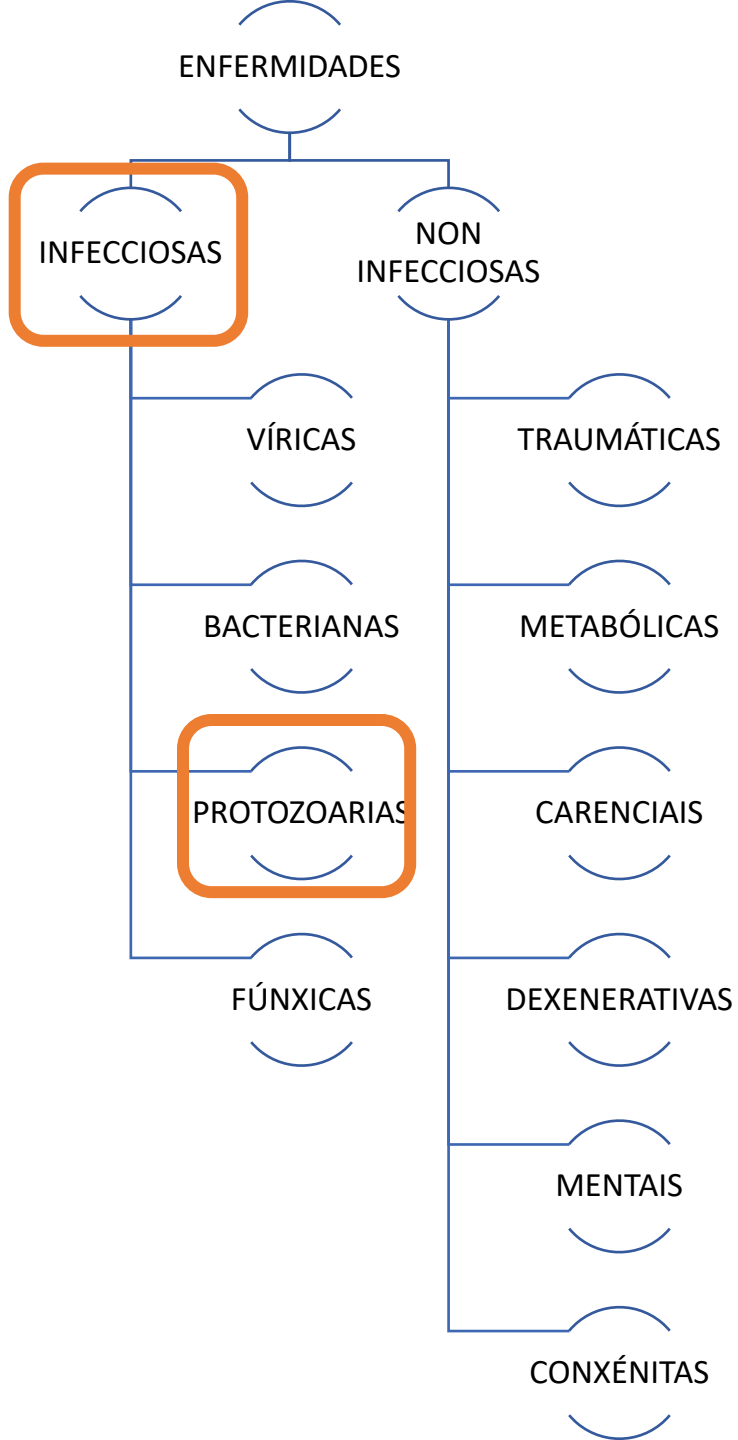 ENFERMIDADES
INFECCIOSAS
NON
INFECCIOSAS
VÍRICAS
TRAUMÁTICAS
BACTERIANAS
METABÓLICAS
PROTOZOARIAS
CARENCIAIS
FÚNXICAS
DEXENERATIVAS
MENTAIS
CONXÉNITAS